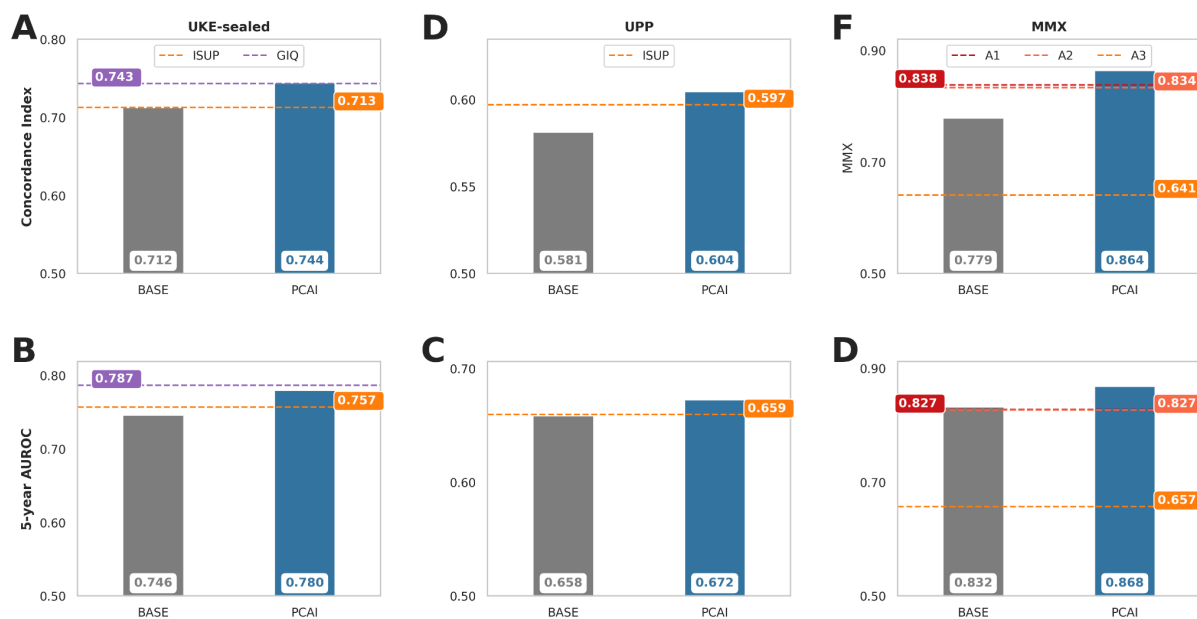 A
UKE-sealed
Concordance Index
0.80
0.70
0.60
0.50
ISUP GIQ
0.743
0.713
0.712
0.744
BASE PCAI
D
UPP
0.60
0.55
0.50
ISUP
0.597
0.581
0.604
BASE PCAI
F
MMX
MMX
0.90
0.70
0.50
A1 A2 A3
0.838
0.834
0.641
0.779
0.864
BASE PCAI
B
5-year AUROC
0.80
0.70
0.60
0.50
0.787
0.757
0.746
0.780
BASE PCAI
C
0.70
0.60
0.50
0.659
0.658
0.672
BASE PCAI
D
0.90
0.70
0.50
0.827
0.827
0.657
0.832
0.868
BASE PCAI